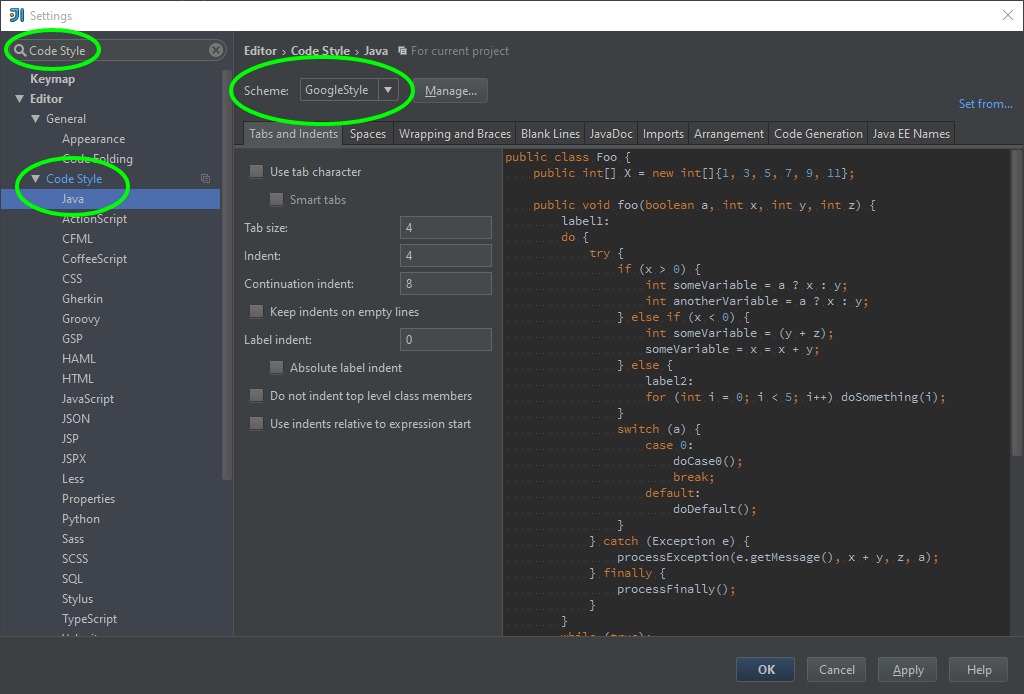 Settings
Code Style
Keymap
Editor
General
Appearance
Code Folding
Code Style
Java
ActionScript
CFML
CoffeeScript
CSS
Gherkin
Groovy
GSP
HAML
HTML
JavaScript
JSON
JSP
JSPX
Less
Properties
Python
Sass
SCSS
SQL
Stylus
TypeScript
Editor › Code Style › Java For current project
Scheme: GoogleStyle Manage...
Set from...
Tabs and Indents Spaces Wrapping and Braces Blank Lines JavaDoc Imports Arrangement Code Generation Java EE Names
Use tab character
Smart tabs
Tab size: 4
Indent: 4
Continuation indent: 8
Keep indents on empty lines
Label indent: 0
Absolute label indent
Do not indent top level class members
Use indents relative to expression start
public class Foo {
public int[] X = new int[]{1, 3, 5, 7, 9, 11};
public void foo(boolean a, int x, int y, int z) {
label1:
do {
try {
if (x > 0) {
int someVariable = a ? x : y;
int anotherVariable = a ? x : y;
} else if (x < 0) {
int someVariable = (y + z);
someVariable = x = x + y;
} else {
label2:
for (int i = 0; i < 5; i++) doSomething(i);
}
switch (a) {
case 0:
doCase0();
break;
default:
doDefault();
}
} catch (Exception e) {
processException(e.getMessage(), x + y, z, a);
} finally {
processFinally();
}
}
while (true);
OK Cancel Apply Help